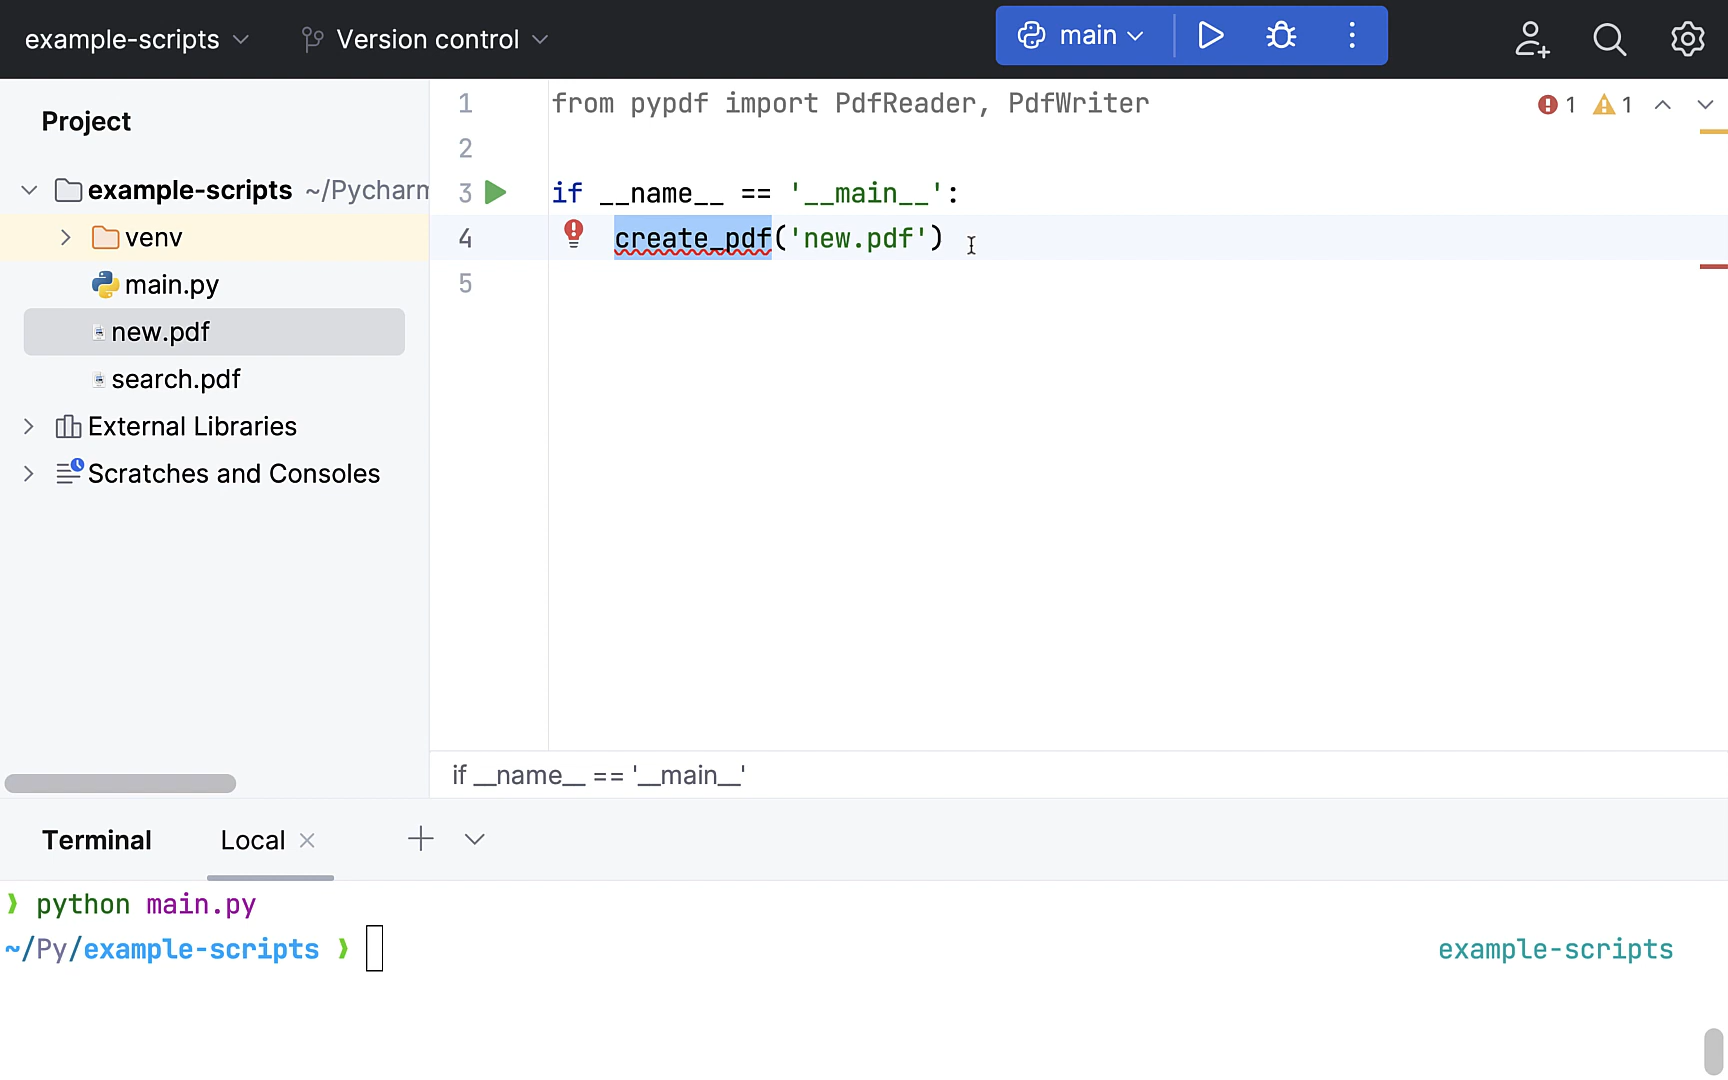 example-scripts
Version control
main
Project
example-scripts ~/Pycharm
venv
main.py
new.pdf
search.pdf
External Libraries
Scratches and Consoles
1 from pypdf import PdfReader, PdfWriter
2
3 if __name__ == '__main__':
4 create_pdf('new.pdf')
5
1 1
if __name__ == '__main__'
Terminal Local
❱ python main.py
~/Py/example-scripts ❱ example-scripts